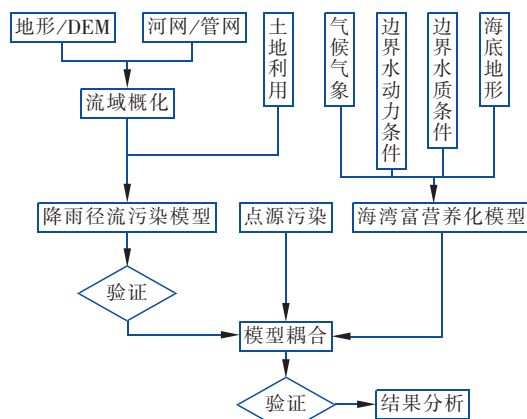 地形/DEM
河网/管网
土地利用
气候气象
边界水动力条件
边界水质条件
海底地形
流域概化
降雨径流污染模型
点源污染
海湾富营养化模型
验证
模型耦合
验证
结果分析